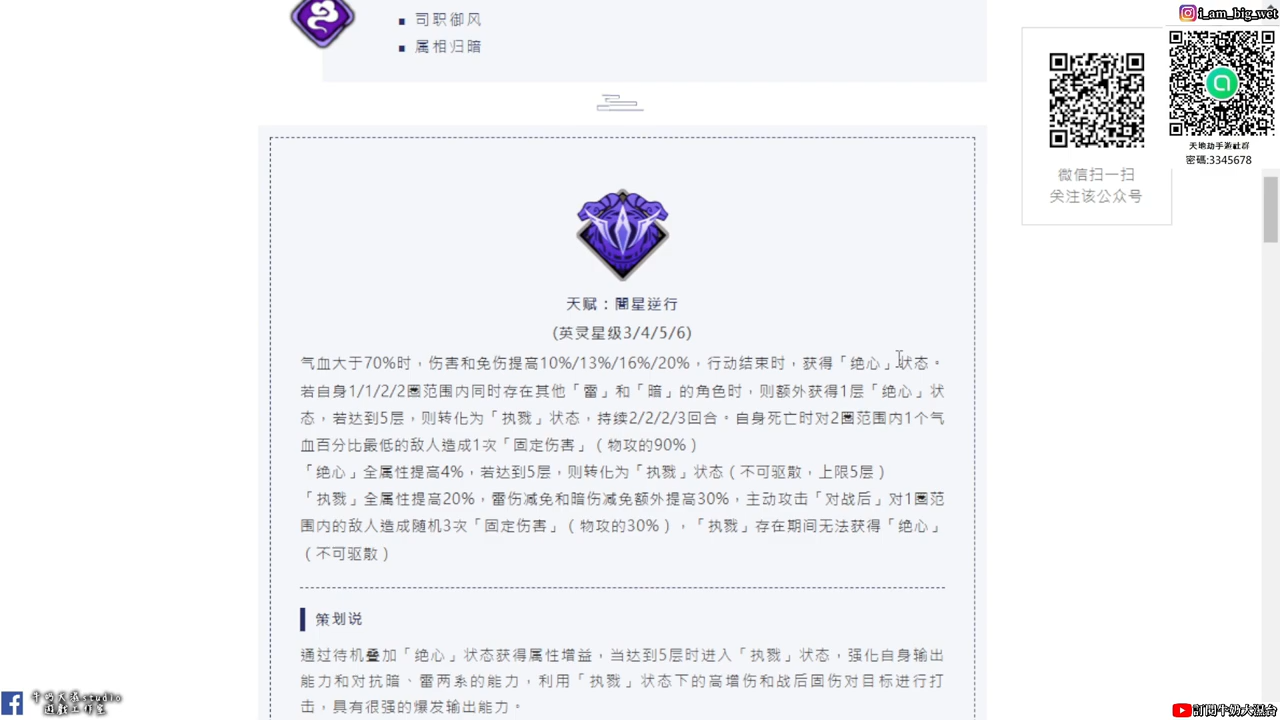 i_am_big_wet
司职御风
属相归暗
天地劫手游社群
密碼:3345678
微信扫一扫
关注该公众号
天赋：闇星逆行
(英灵星级3/4/5/6)
气血大于70%时，伤害和免伤提高10%/13%/16%/20%，行动结束时，获得「绝心」状态。
若自身1/1/2/2圈范围内同时存在其他「雷」和「暗」的角色时，则额外获得1层「绝心」状
态，若达到5层，则转化为「执戮」状态，持续2/2/2/3回合。自身死亡时对2圈范围内1个气
血百分比最低的敌人造成1次「固定伤害」（物攻的90%）
「绝心」全属性提高4%，若达到5层，则转化为「执戮」状态（不可驱散，上限5层）
「执戮」全属性提高20%，雷伤减免和暗伤减免额外提高30%，主动攻击「对战后」对1圈范
围内的敌人造成随机3次「固定伤害」（物攻的30%），「执戮」存在期间无法获得「绝心」
（不可驱散）
策划说
通过待机叠加「绝心」状态获得属性增益，当达到5层时进入「执戮」状态，强化自身输出
能力和对抗暗、雷两系的能力，利用「执戮」状态下的高增伤和战后固伤对目标进行打
击，具有很强的爆发输出能力。
遊戲工作室
訂閱牛奶大濕台